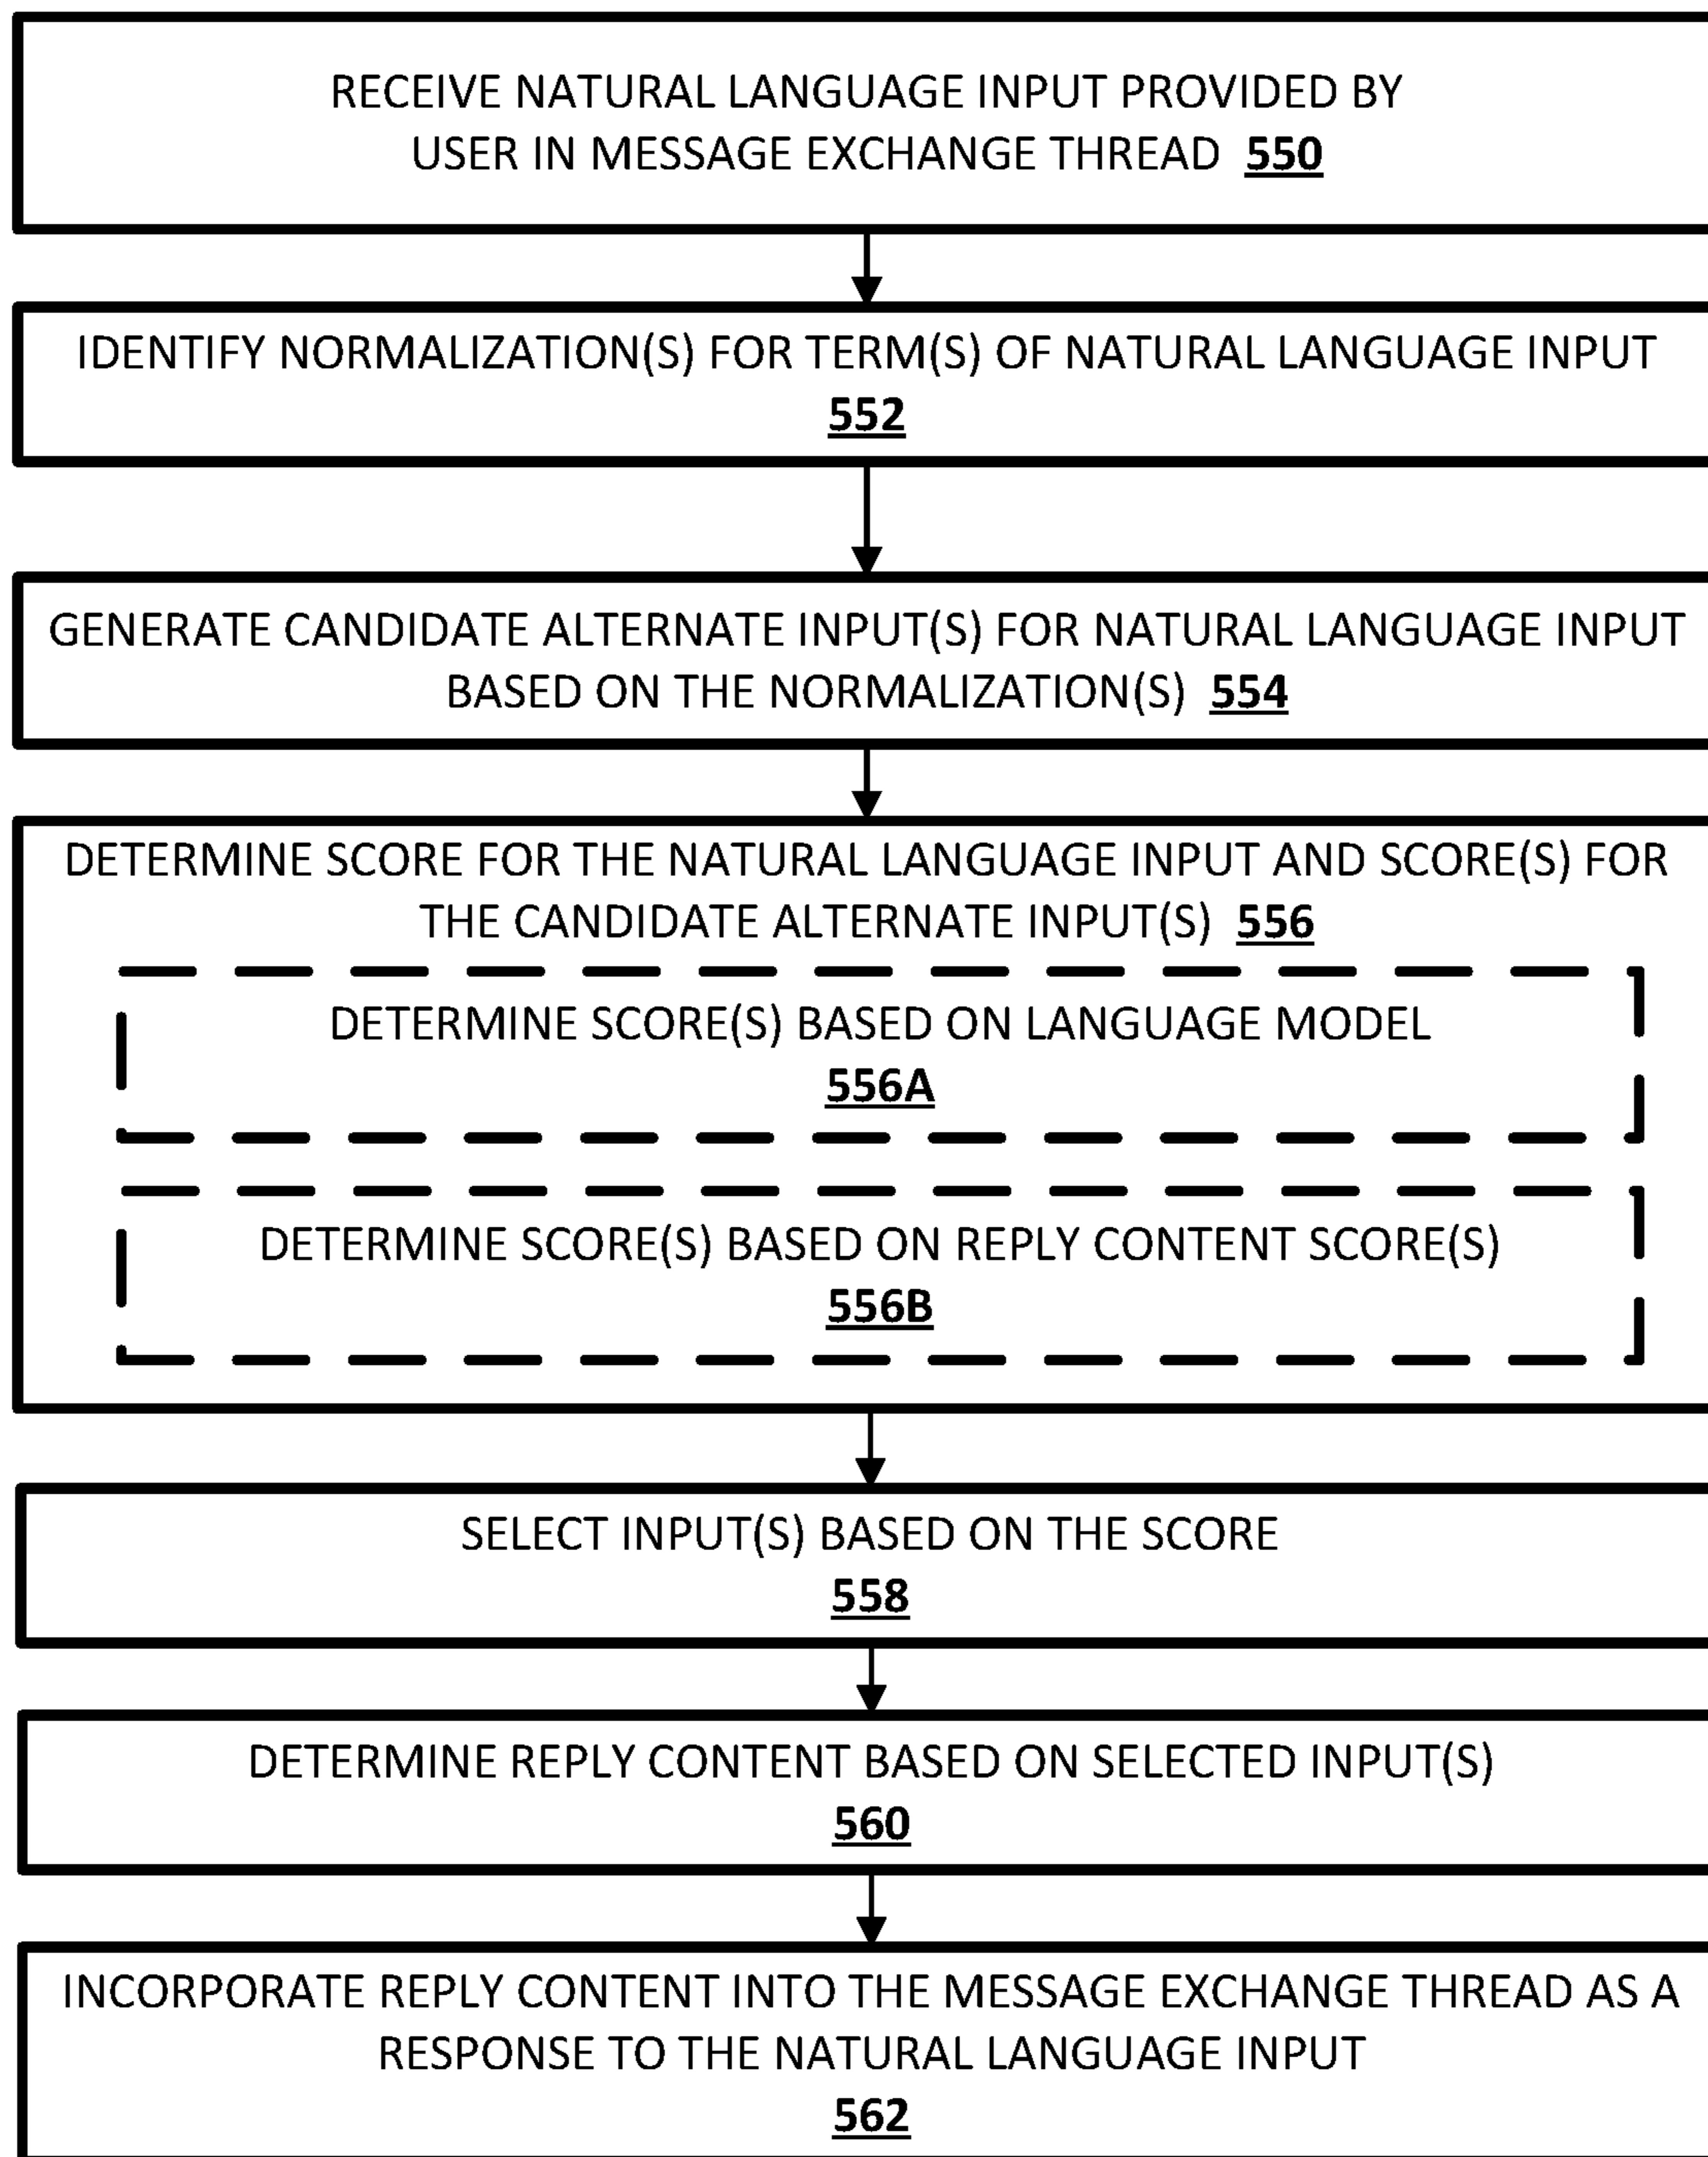 RECEIVE NATURAL LANGUAGE INPUT PROVIDED BY
USER IN MESSAGE EXCHANGE THREAD 550
IDENTIFY NORMALIZATION(S) FOR TERM(S) OF NATURAL LANGUAGE INPUT
552
GENERATE CANDIDATE ALTERNATE INPUT(S) FOR NATURAL LANGUAGE INPUT
BASED ON THE NORMALIZATION(S) 554
DETERMINE SCORE FOR THE NATURAL LANGUAGE INPUT AND SCORE(S) FOR
THE CANDIDATE ALTERNATE INPUT(S) 556
DETERMINE SCORE(S) BASED ON LANGUAGE MODEL
556A
DETERMINE SCORE(S) BASED ON REPLY CONTENT SCORE(S)
556B
SELECT INPUT(S) BASED ON THE SCORE
558
DETERMINE REPLY CONTENT BASED ON SELECTED INPUT(S)
560
INCORPORATE REPLY CONTENT INTO THE MESSAGE EXCHANGE THREAD AS A
RESPONSE TO THE NATURAL LANGUAGE INPUT
562